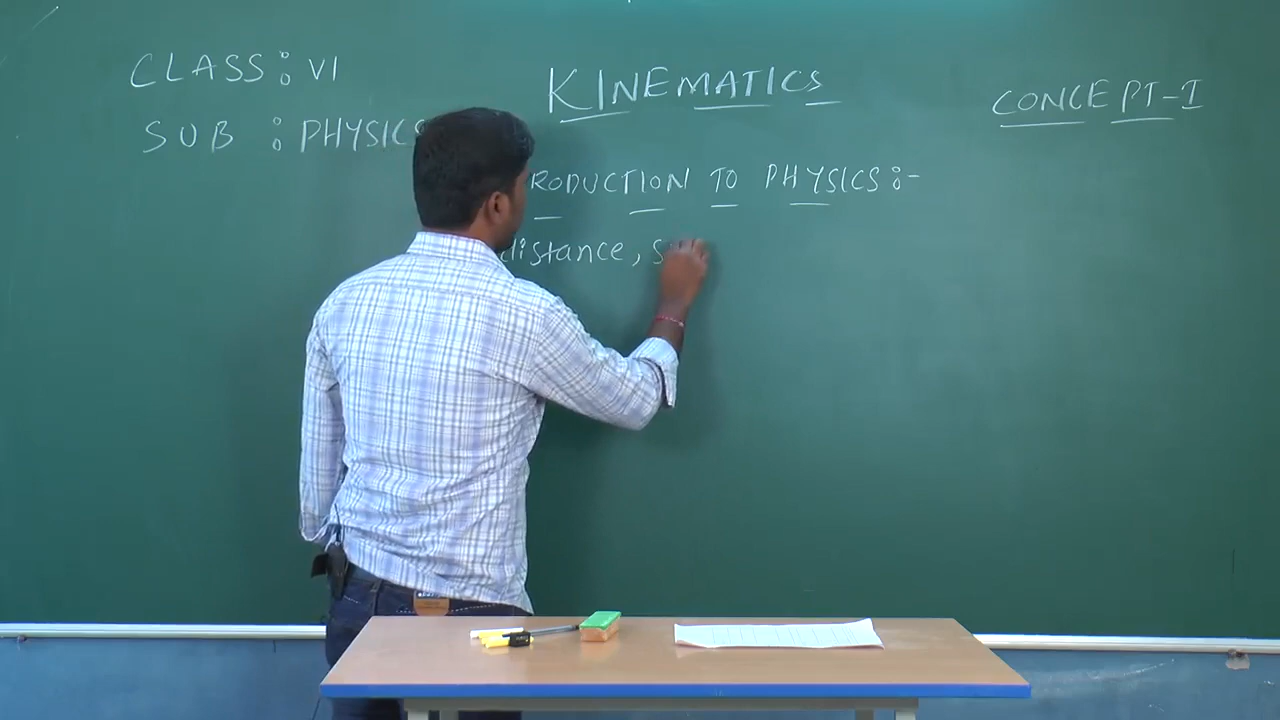 CLASS : VI
KINEMATICS
CONCEPT-I
SUB : PHYSICS
RODUCTION TO PHYSICS :-
distance, s